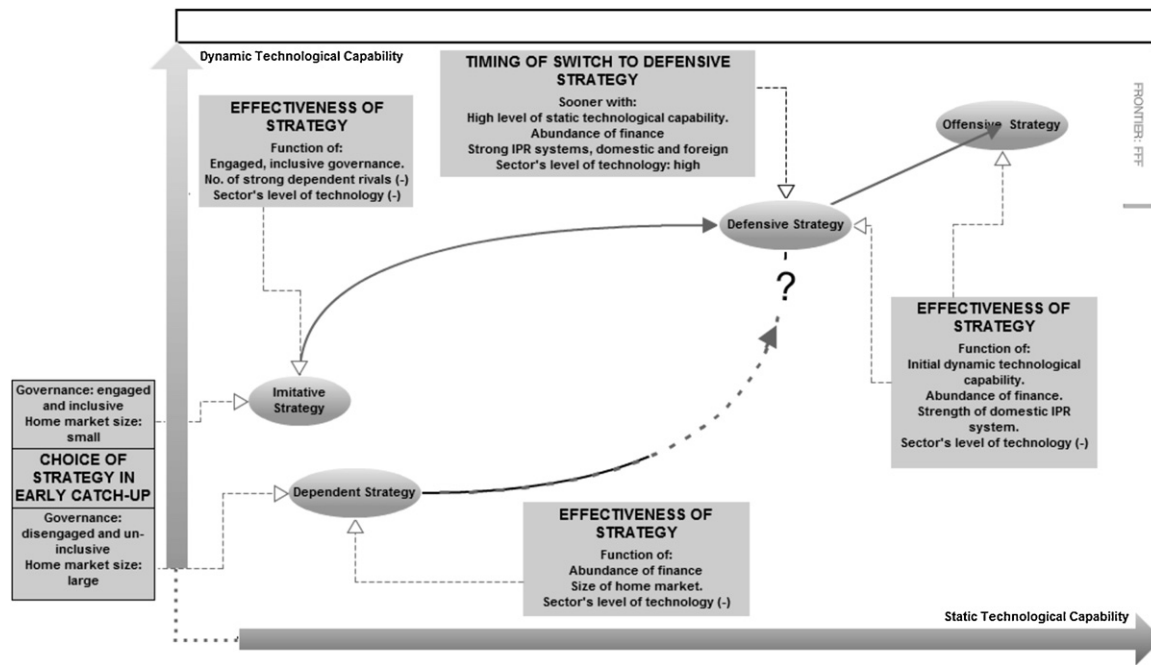 Dynamic Technological Capability
EFFECTIVENESS OF
STRATEGY
Function of:
Engaged, inclusive governance.
No. of strong dependent rivals (-)
Sector's level of technology (-)
TIMING OF SWITCH TO DEFENSIVE
STRATEGY
Sooner with:
High level of static technological capability.
Abundance of finance
Strong IPR systems, domestic and foreign
Sector's level of technology: high
Offensive Strategy
FRONTIER: FFF
Defensive Strategy
?
EFFECTIVENESS OF
STRATEGY
Function of:
Initial dynamic technological
capability.
Abundance of finance.
Strength of domestic IPR
system.
Sector's level of technology (-)
Imitative
Strategy
Governance: engaged
and inclusive
Home market size:
small
CHOICE OF
STRATEGY IN
EARLY CATCH-UP
Governance:
disengaged and un-
inclusive
Home market size:
large
Dependent Strategy
EFFECTIVENESS OF
STRATEGY
Function of:
Abundance of finance
Size of home market.
Sector's level of technology (-)
Static Technological Capability